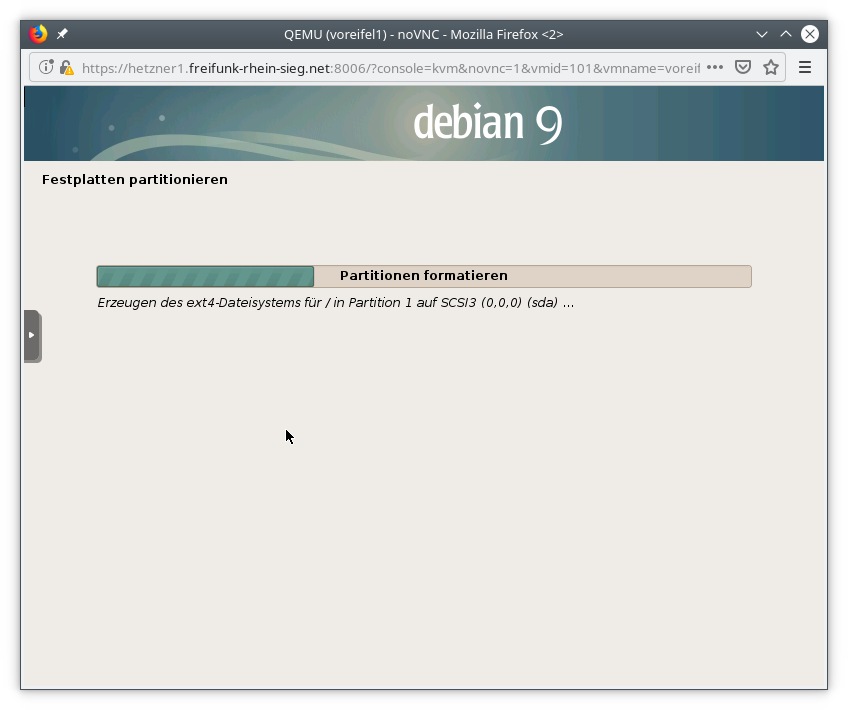 QEMU (voreifel1) - noVNC - Mozilla Firefox <2>
https://hetzner1.freifunk-rhein-sieg.net:8006/?console=kvm&novnc=1&vmid=101&vmname=voreif
debian 9
Festplatten partitionieren
Partitionen formatieren
Erzeugen des ext4-Dateisystems für / in Partition 1 auf SCSI3 (0,0,0) (sda) ...